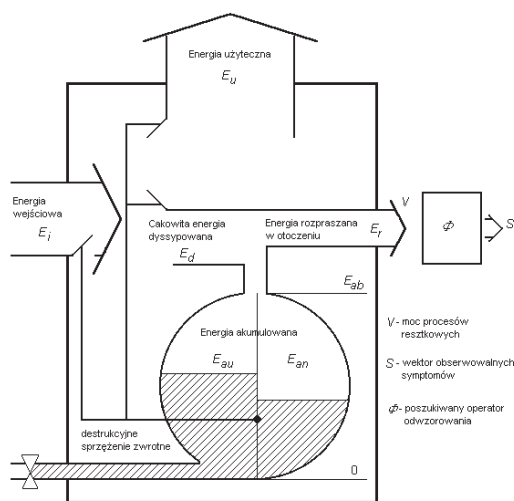 Energia użyteczna
E_u
Energia
wejściowa
E_i
Cakowita energia
dyssypowana
E_d
Energia rozpraszana
w otoczeniu
E_r
V
Φ
S
E_ab
Energia akumulowana
E_au
E_an
V - moc procesów
resztkowych
S - wektor obserwowalnych
symptomów
Φ - poszukiwany operator
odwzorowania
destrukcyjne
sprzężenie zwrotne
0